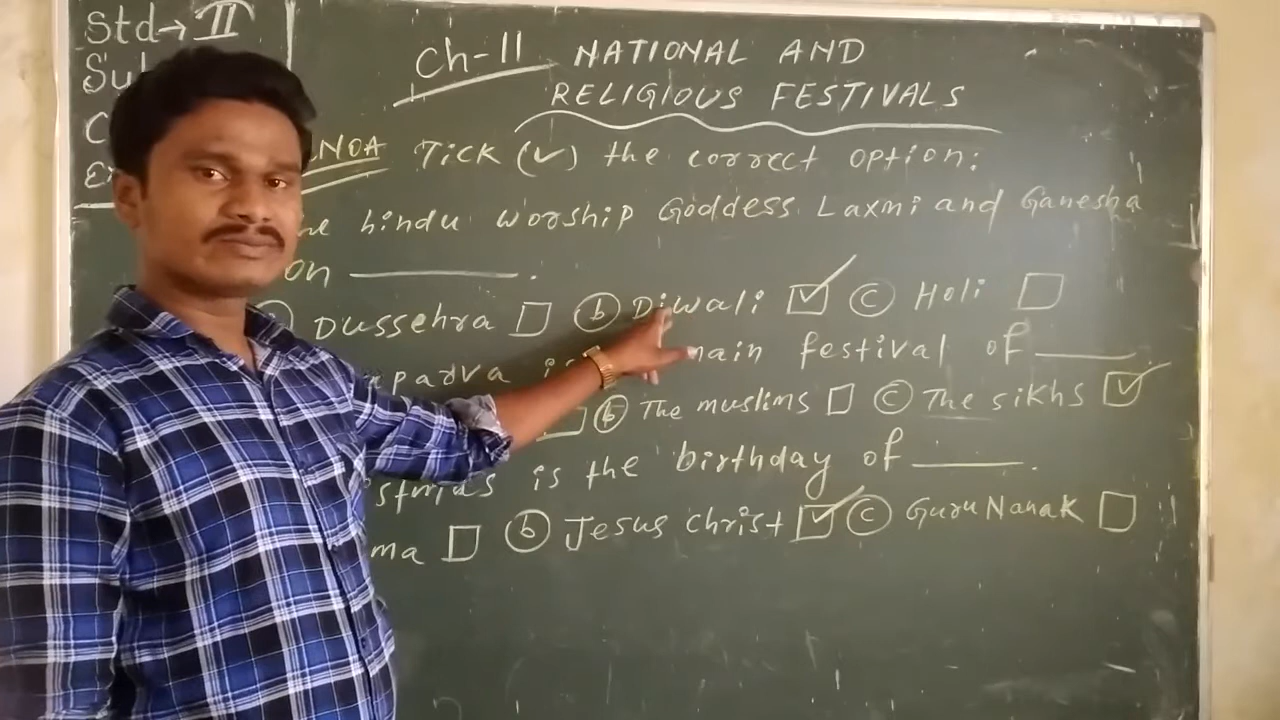 Std → II
Ch-11 NATIONAL AND
RELIGIOUS FESTIVALS
TICK (✓) the correct option:
hindu worship Goddess Laxmi and Ganesha
on ________.
Dussehra ☐ ⓑ Diwali ☑ ⓒ Holi ☐
main festival of ______
☐ ⓑ The muslims ☐ ⓒ The sikhs ☑
is the birthday of ______.
☐ ⓑ Jesus christ ☑ ⓒ Guru Nanak ☐